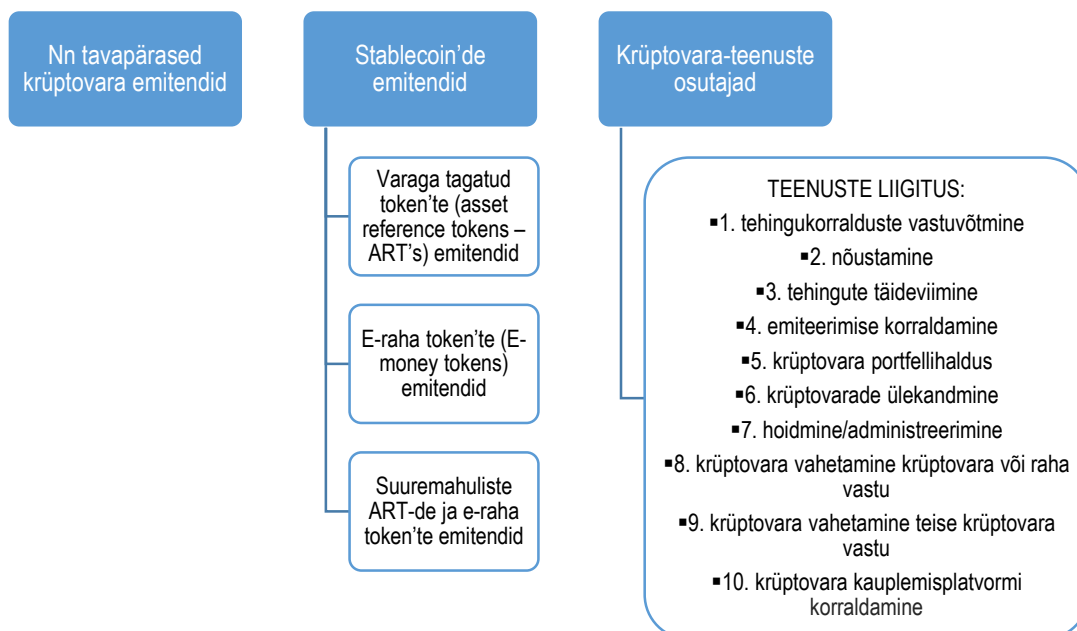 Nn tavapärased
krüptovara emitendid
Stablecoin’de
emitendid
Varaga tagatud
token’te (asset
reference tokens –
ART’s) emitendid
E-raha token’te (E-
money tokens)
emitendid
Suuremahuliste
ART-de ja e-raha
token’te emitendid
Krüptovara-teenuste
osutajad
TEENUSTE LIIGITUS:
▪1. tehingukorralduste vastuvõtmine
▪2. nõustamine
▪3. tehingute täideviimine
▪4. emiteerimise korraldamine
▪5. krüptovara portfellihaldus
▪6. krüptovarade ülekandmine
▪7. hoidmine/administreerimine
▪8. krüptovara vahetamine krüptovara või raha
vastu
▪9. krüptovara vahetamine teise krüptovara
vastu
▪10. krüptovara kauplemisplatvormi
korraldamine